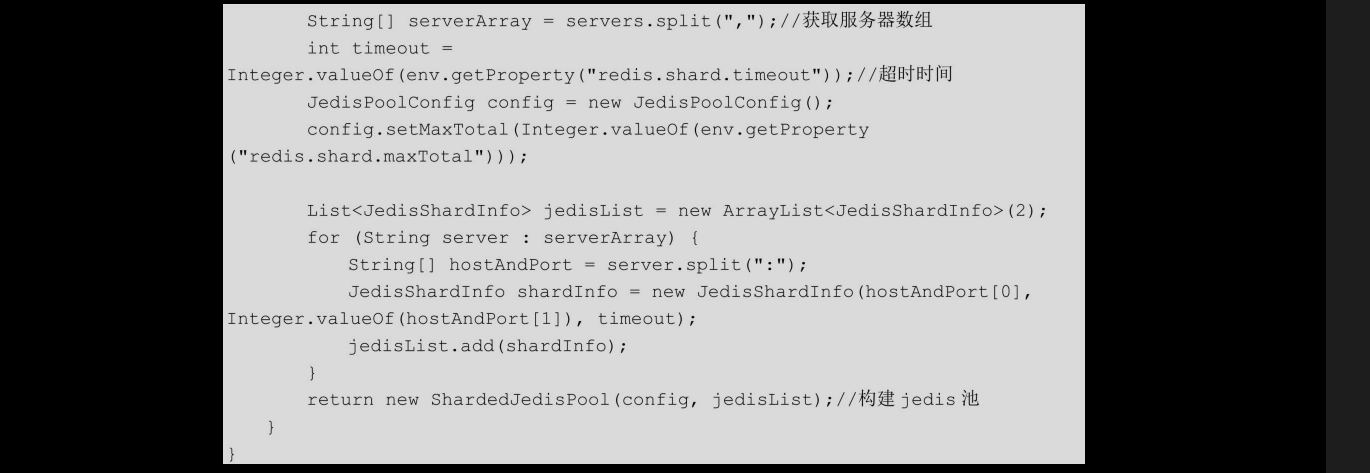 String[] serverArray = servers.split(",");//获取服务器数组
int timeout =
Integer.valueOf(env.getProperty("redis.shard.timeout"));//超时时间
JedisPoolConfig config = new JedisPoolConfig();
config.setMaxTotal(Integer.valueOf(env.getProperty
("redis.shard.maxTotal")));
List<JedisShardInfo> jedisList = new ArrayList<JedisShardInfo>(2);
for (String server : serverArray) {
String[] hostAndPort = server.split(":");
JedisShardInfo shardInfo = new JedisShardInfo(hostAndPort[0],
Integer.valueOf(hostAndPort[1]), timeout);
jedisList.add(shardInfo);
}
return new ShardedJedisPool(config, jedisList);//构建 jedis 池
}
}